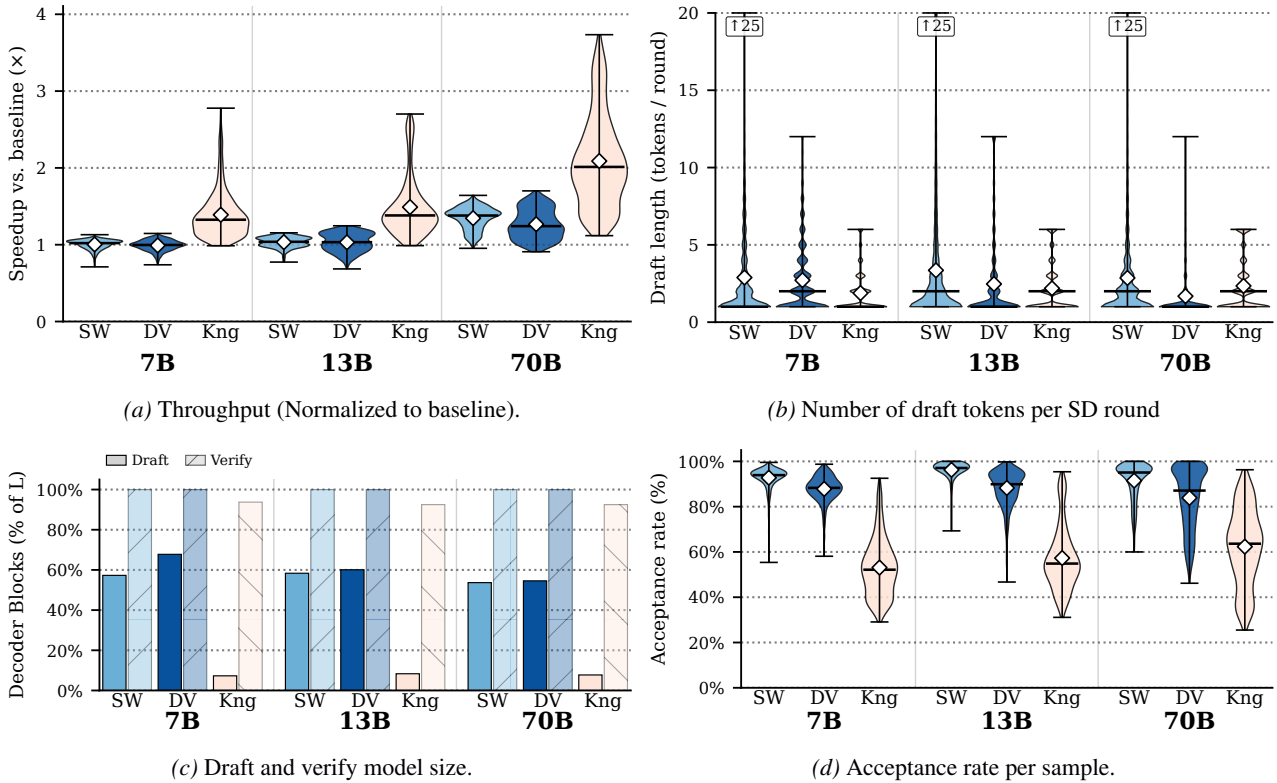 Speedup vs. baseline (×)
4
3
2
1
0
SW DV Kng SW DV Kng SW DV Kng
7B 13B 70B
(a) Throughput (Normalized to baseline).
Draft length (tokens / round)
20
15
10
5
0
↑25 ↑25 ↑25
SW DV Kng SW DV Kng SW DV Kng
7B 13B 70B
(b) Number of draft tokens per SD round
Decoder Blocks (% of L)
Draft Verify
100%
80%
60%
40%
20%
0%
SW DV Kng SW DV Kng SW DV Kng
7B 13B 70B
(c) Draft and verify model size.
Acceptance rate (%)
100%
80%
60%
40%
20%
0%
SW DV Kng SW DV Kng SW DV Kng
7B 13B 70B
(d) Acceptance rate per sample.